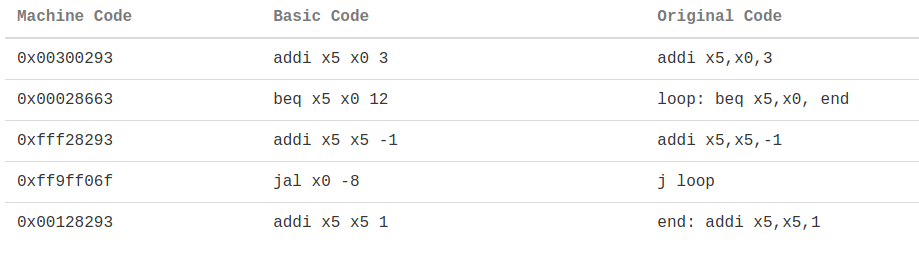 Machine Code Basic Code Original Code
0x00300293 addi x5 x0 3 addi x5,x0,3
0x00028663 beq x5 x0 12 loop: beq x5,x0, end
0xfff28293 addi x5 x5 -1 addi x5,x5,-1
0xff9ff06f jal x0 -8 j loop
0x00128293 addi x5 x5 1 end: addi x5,x5,1